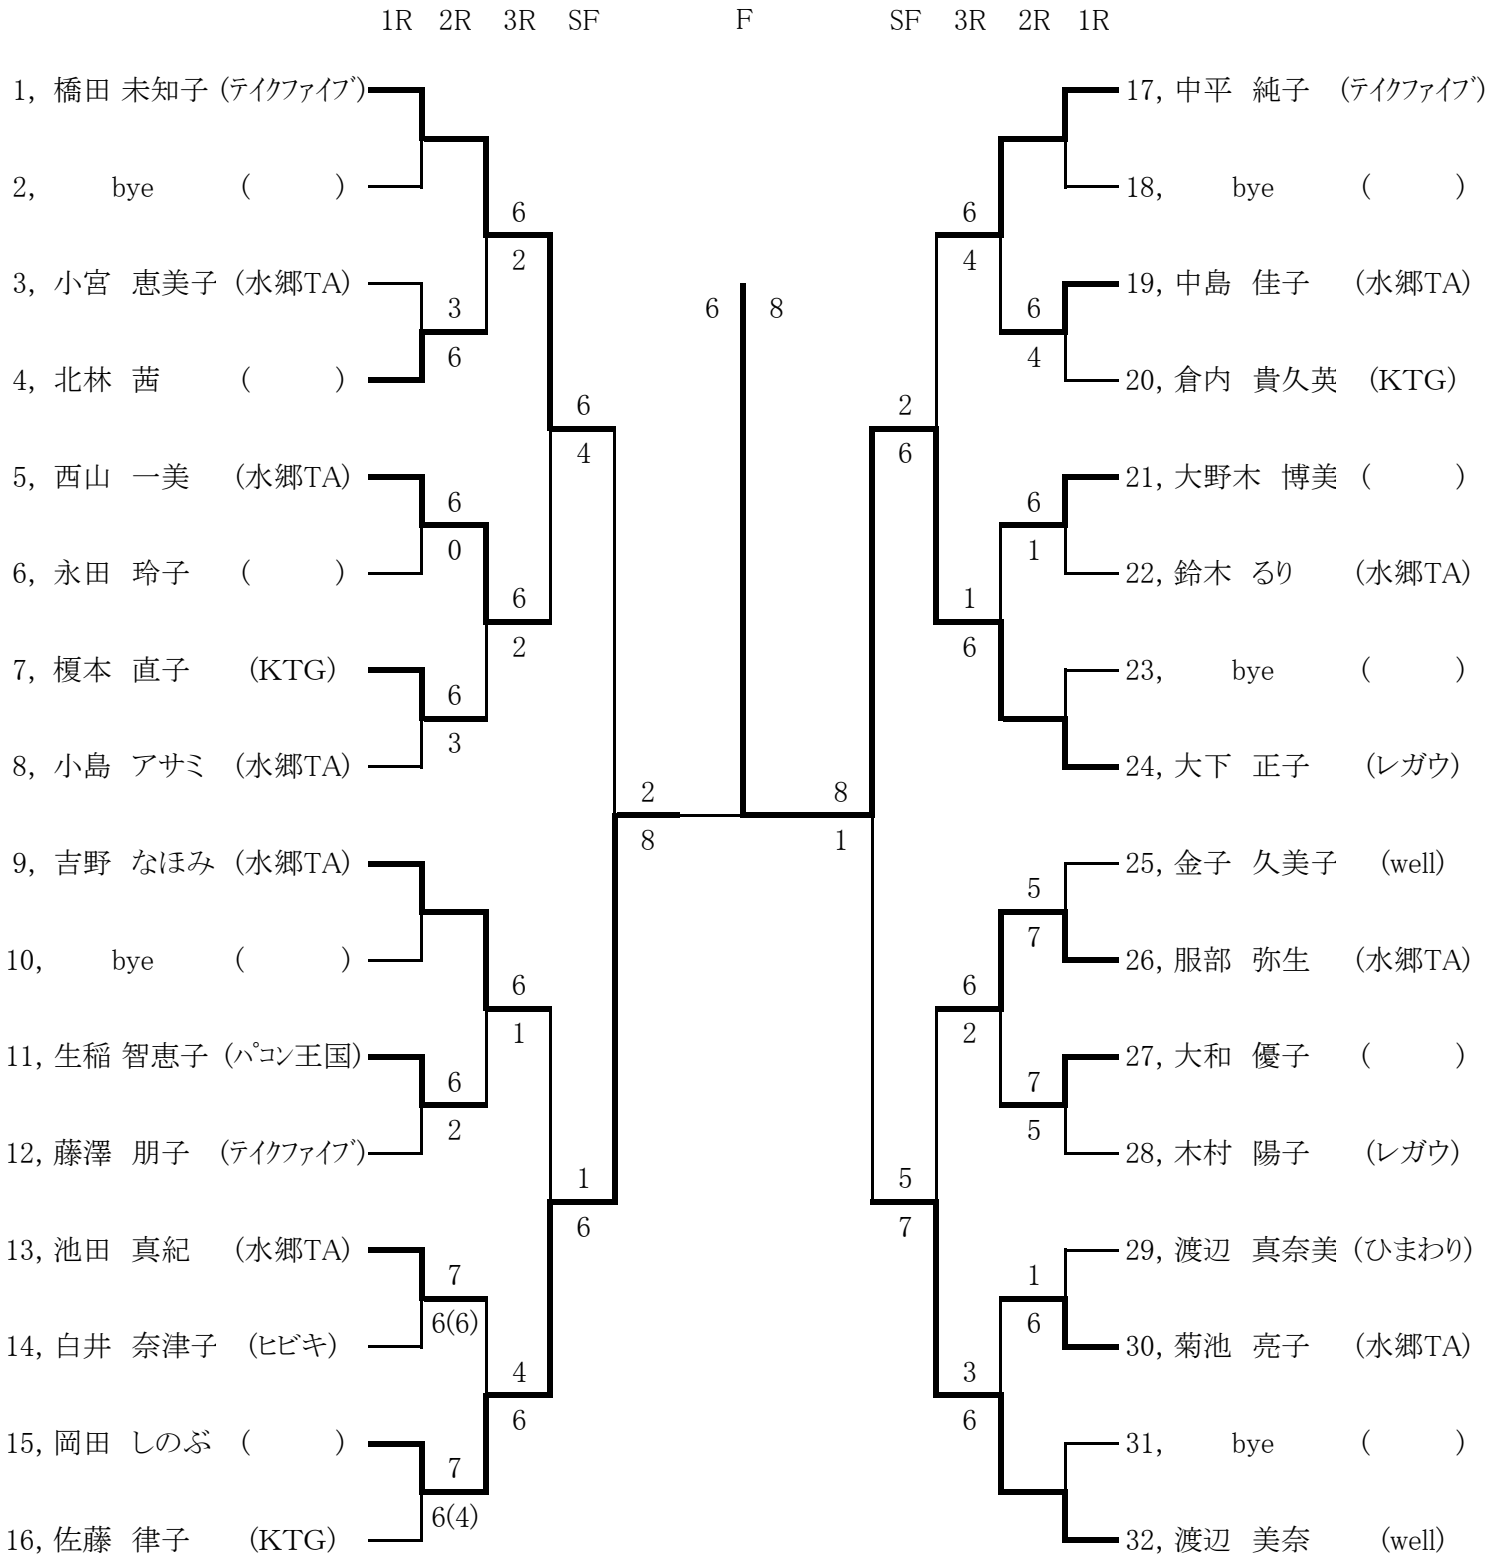 1R 2R 3R SF F SF 3R 2R 1R
1, 橋田 未知子 (テイクファイブ) 17, 中平 純子 (テイクファイブ)
2, bye ( ) 18, bye ( )
6 6
2 4
3, 小宮 恵美子 (水郷TA) 19, 中島 佳子 (水郷TA)
3 6 8 6
6 4
4, 北林 茜 ( ) 20, 倉内 貴久英 (KTG)
6 2
4 6
5, 西山 一美 (水郷TA) 21, 大野木 博美 ( )
6 6
0 1
6, 永田 玲子 ( ) 22, 鈴木 るり (水郷TA)
6 1
2 6
7, 榎本 直子 (KTG) 23, bye ( )
6
3
8, 小島 アサミ (水郷TA) 24, 大下 正子 (レガウ)
2 8
8 1
9, 吉野 なほみ (水郷TA) 25, 金子 久美子 (well)
5
7
10, bye ( ) 26, 服部 弥生 (水郷TA)
6 6
1 2
11, 生稲 智恵子 (パコン王国) 27, 大和 優子 ( )
6 7
2 5
12, 藤澤 朋子 (テイクファイブ) 28, 木村 陽子 (レガウ)
1 5
6 7
13, 池田 真紀 (水郷TA) 29, 渡辺 真奈美 (ひまわり)
7 1
6(6) 6
14, 白井 奈津子 (ヒビキ) 30, 菊池 亮子 (水郷TA)
4 3
6 6
15, 岡田 しのぶ ( ) 31, bye ( )
7
6(4)
16, 佐藤 律子 (KTG) 32, 渡辺 美奈 (well)